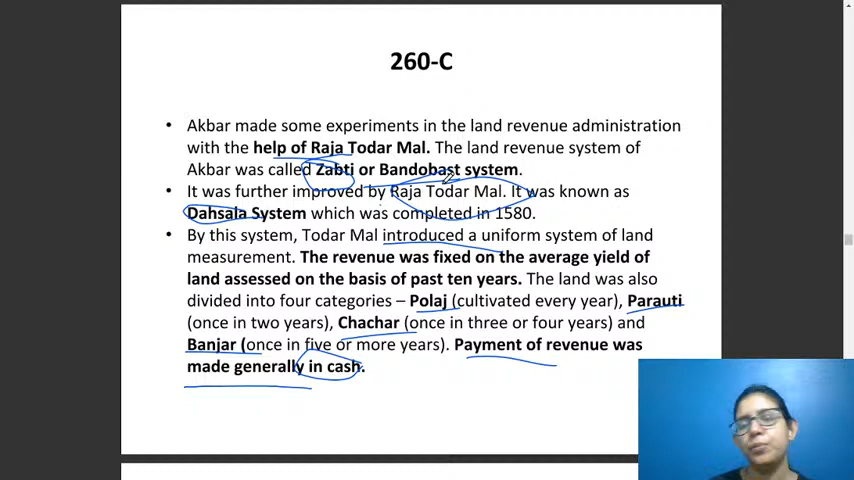 260-C
• Akbar made some experiments in the land revenue administration
with the help of Raja Todar Mal. The land revenue system of
Akbar was called Zabti or Bandobast system.
• It was further improved by Raja Todar Mal. It was known as
Dahsala System which was completed in 1580.
• By this system, Todar Mal introduced a uniform system of land
measurement. The revenue was fixed on the average yield of
land assessed on the basis of past ten years. The land was also
divided into four categories – Polaj (cultivated every year), Parauti
(once in two years), Chachar (once in three or four years) and
Banjar (once in five or more years). Payment of revenue was
made generally in cash.